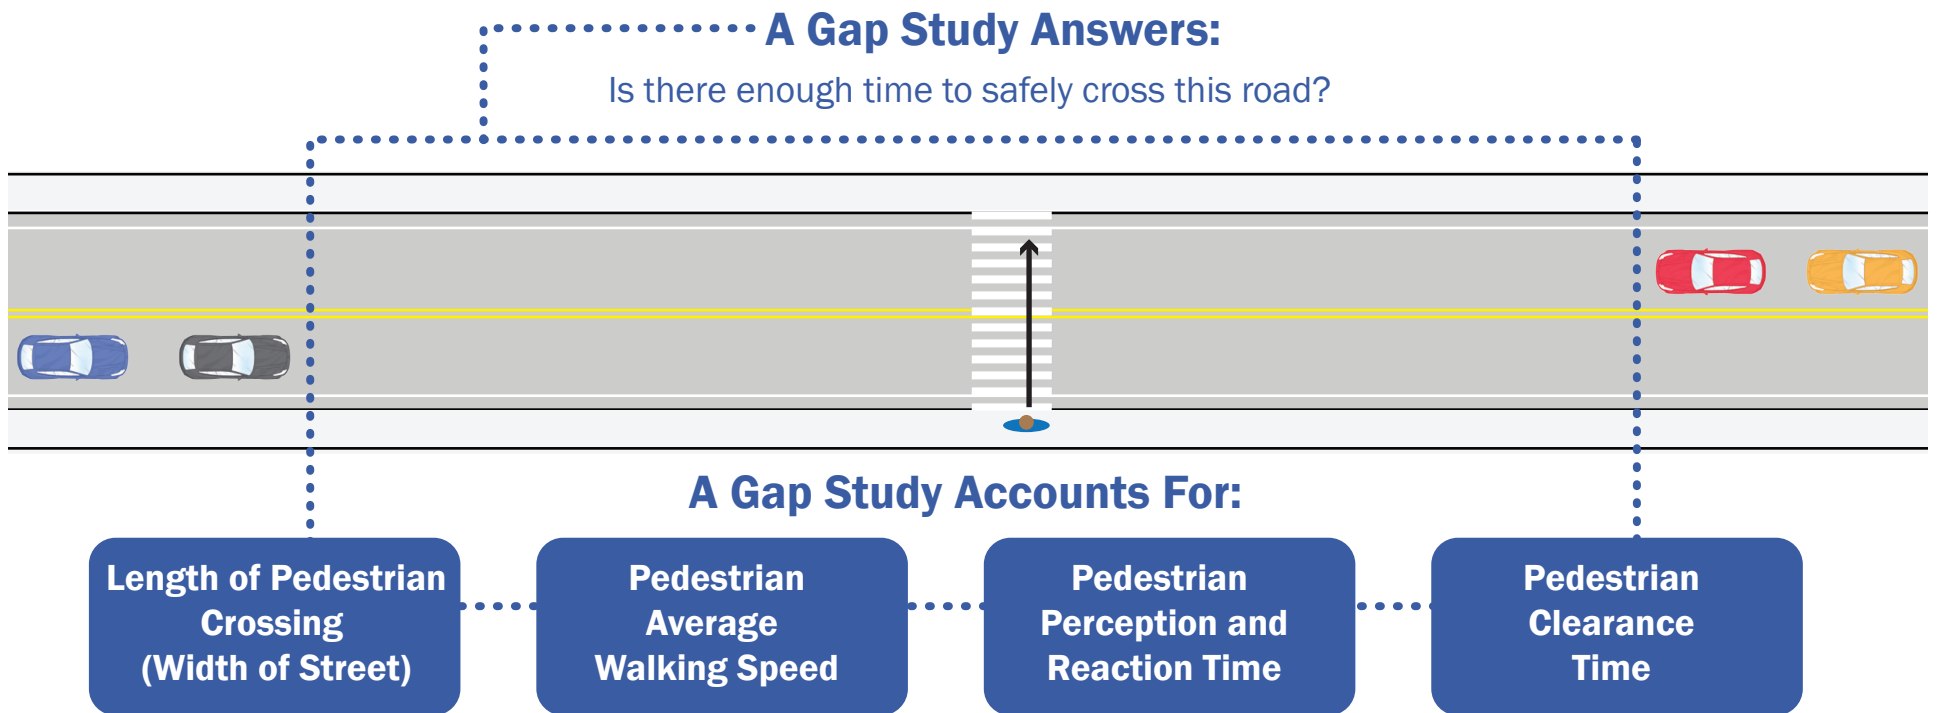 A Gap Study Answers:
Is there enough time to safely cross this road?
A Gap Study Accounts For:
Length of Pedestrian
Crossing
(Width of Street)
Pedestrian
Average
Walking Speed
Pedestrian
Perception and
Reaction Time
Pedestrian
Clearance
Time